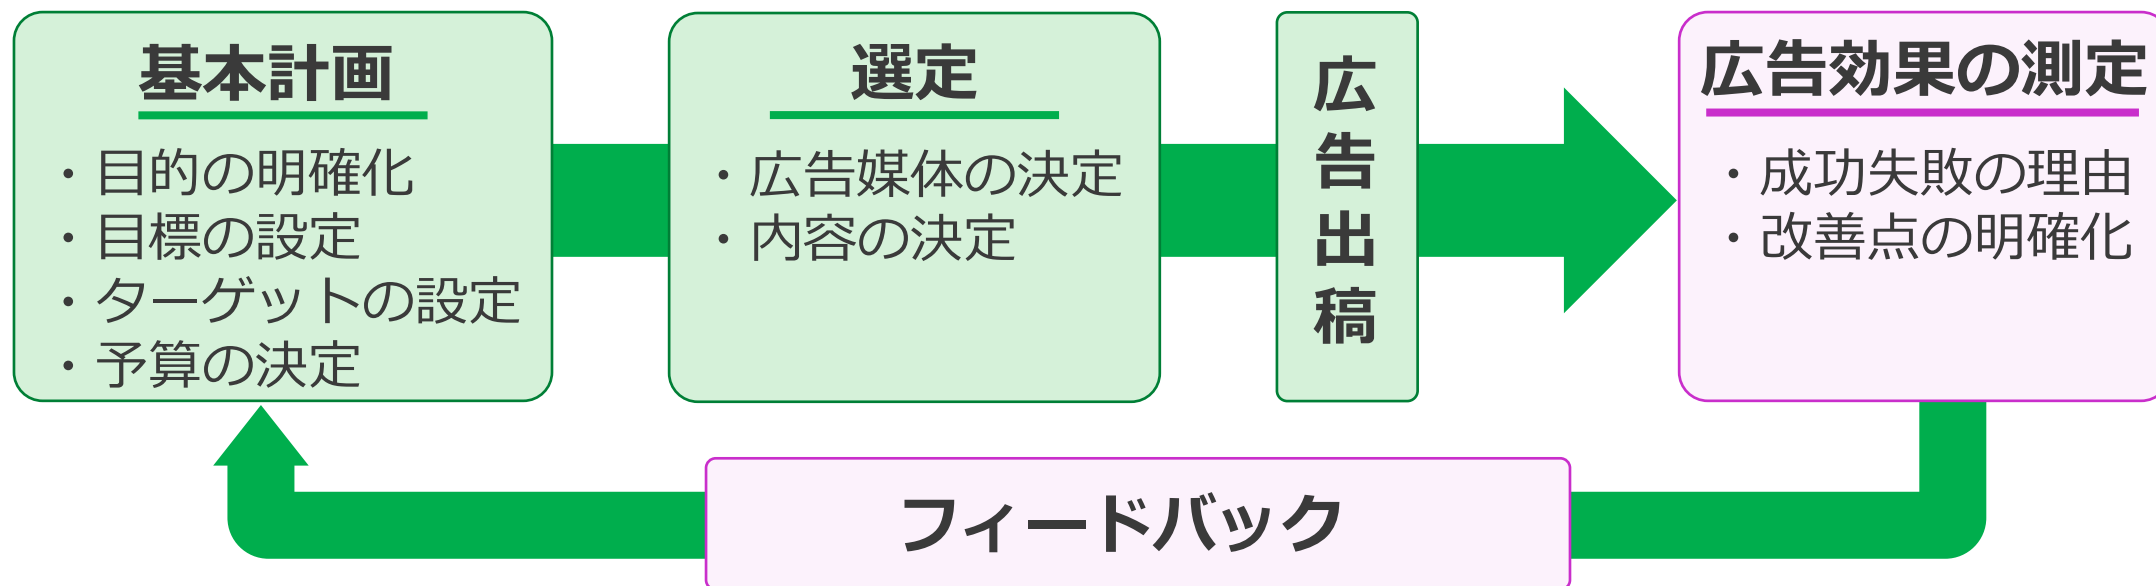 基本計画
・目的の明確化
・目標の設定
・ターゲットの設定
・予算の決定
選定
・広告媒体の決定
・内容の決定
広告出稿
広告効果の測定
・成功失敗の理由
・改善点の明確化
フィードバック